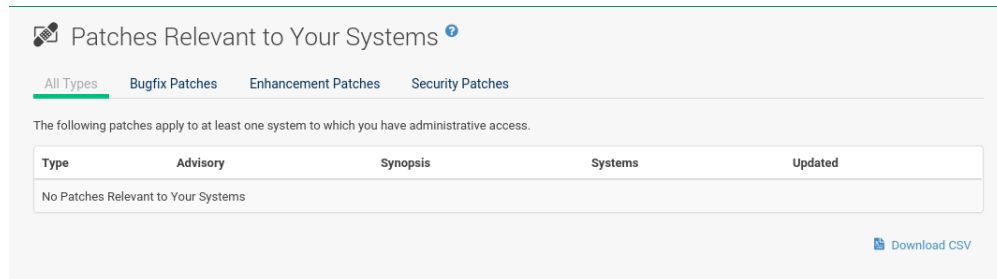 Patches Relevant to Your Systems ?
All Types Bugfix Patches Enhancement Patches Security Patches
The following patches apply to at least one system to which you have administrative access.
Type Advisory Synopsis Systems Updated
No Patches Relevant to Your Systems
Download CSV